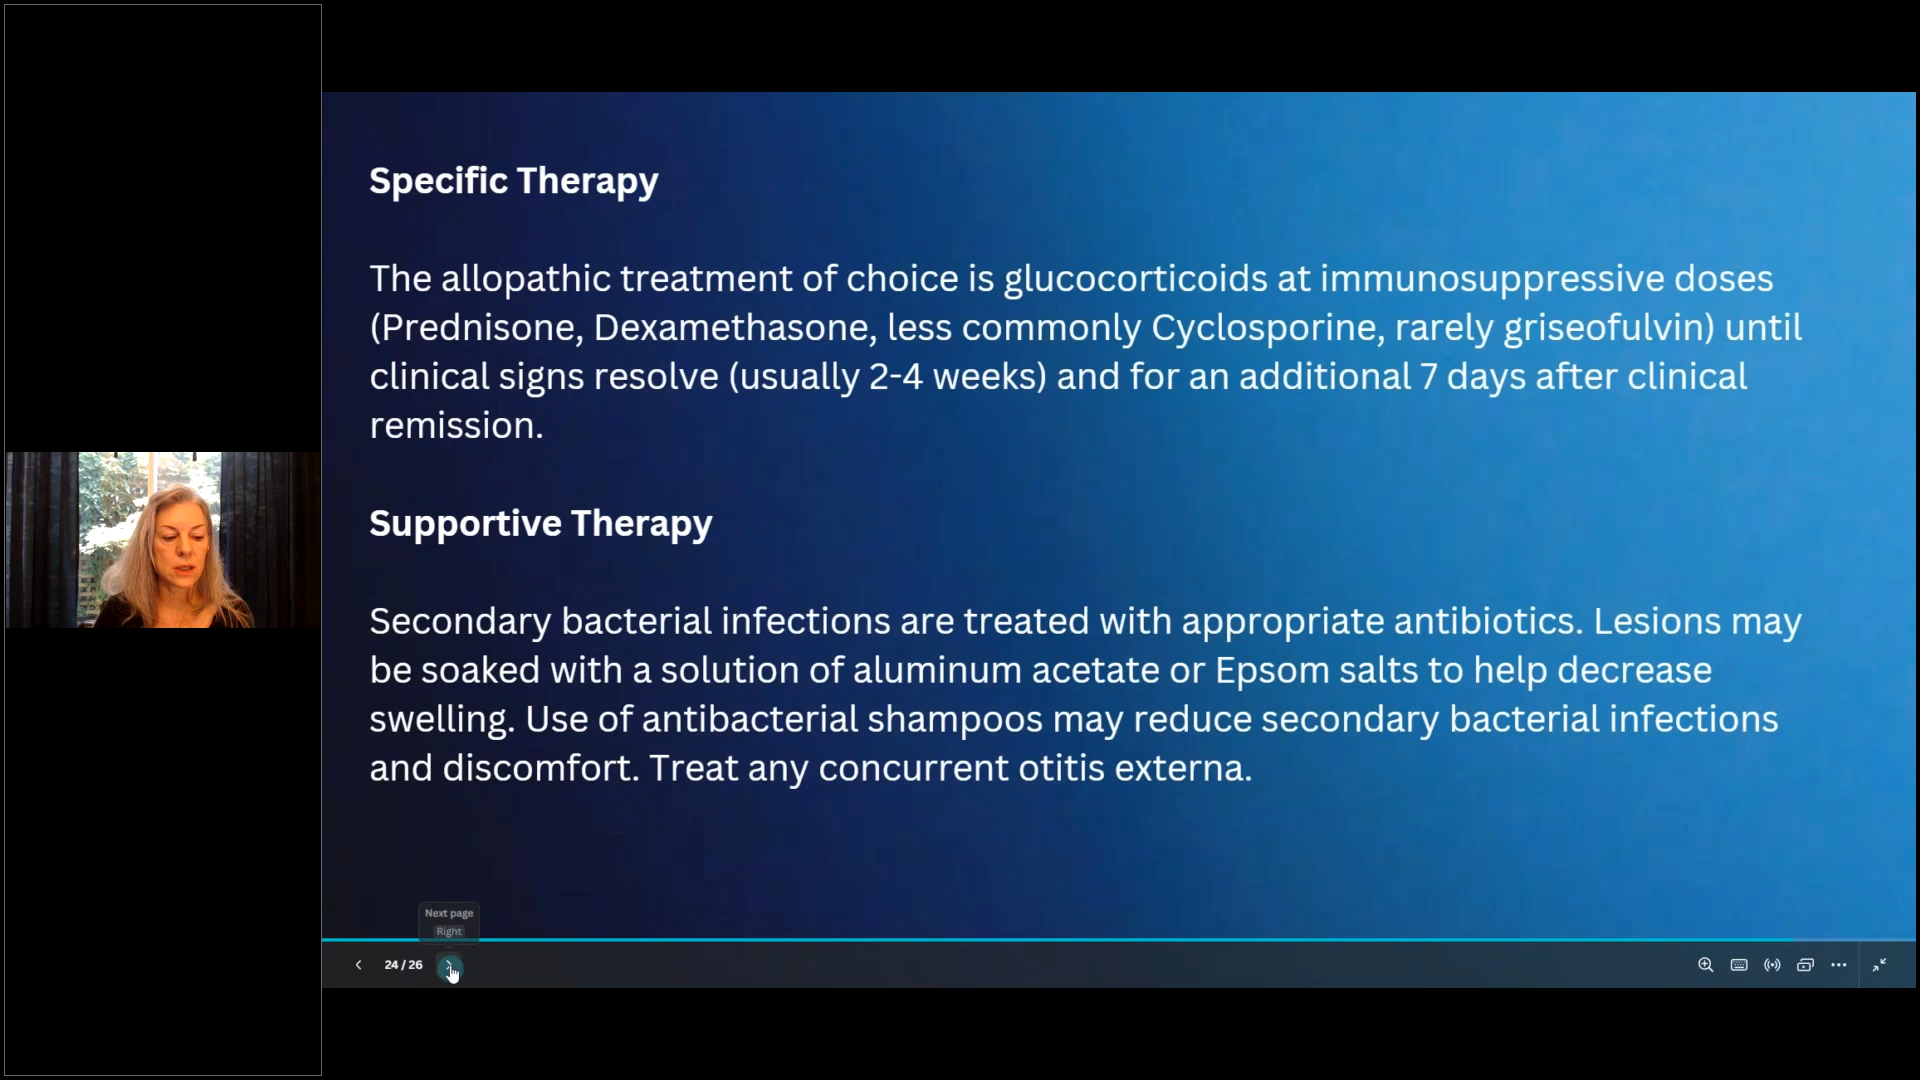 Specific Therapy
The allopathic treatment of choice is glucocorticoids at immunosuppressive doses
(Prednisone, Dexamethasone, less commonly Cyclosporine, rarely griseofulvin) until
clinical signs resolve (usually 2-4 weeks) and for an additional 7 days after clinical
remission.
Supportive Therapy
Secondary bacterial infections are treated with appropriate antibiotics. Lesions may
be soaked with a solution of aluminum acetate or Epsom salts to help decrease
swelling. Use of antibacterial shampoos may reduce secondary bacterial infections
and discomfort. Treat any concurrent otitis externa.
Next page
Right
24 / 26